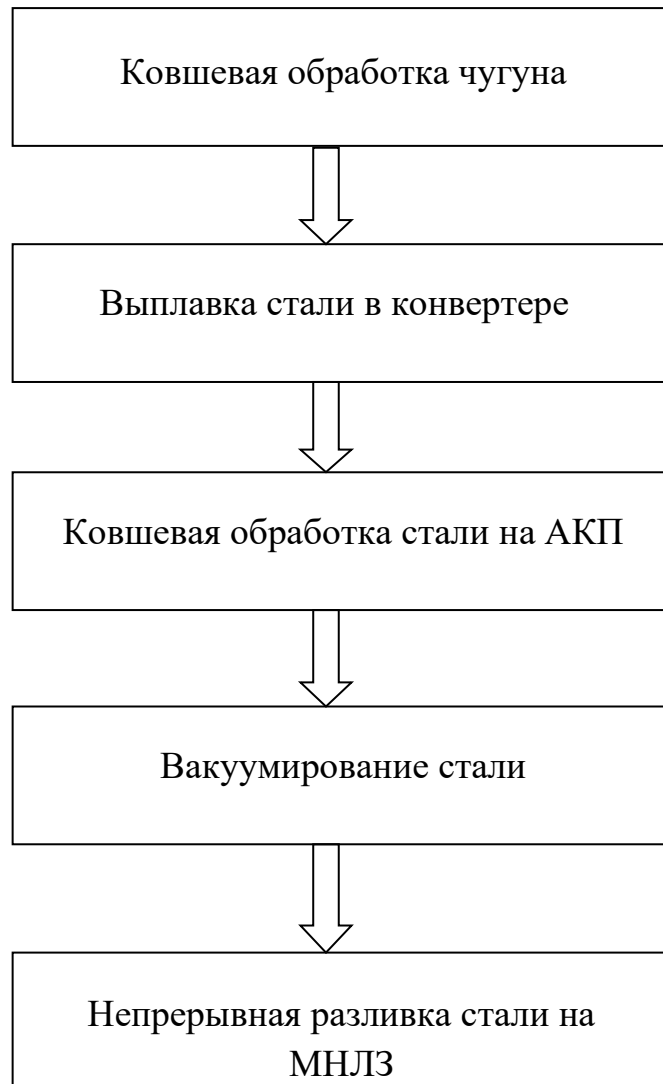 Ковшевая обработка чугуна
Выплавка стали в конвертере
Ковшевая обработка стали на АКП
Вакуумирование стали
Непрерывная разливка стали на
МНЛЗ